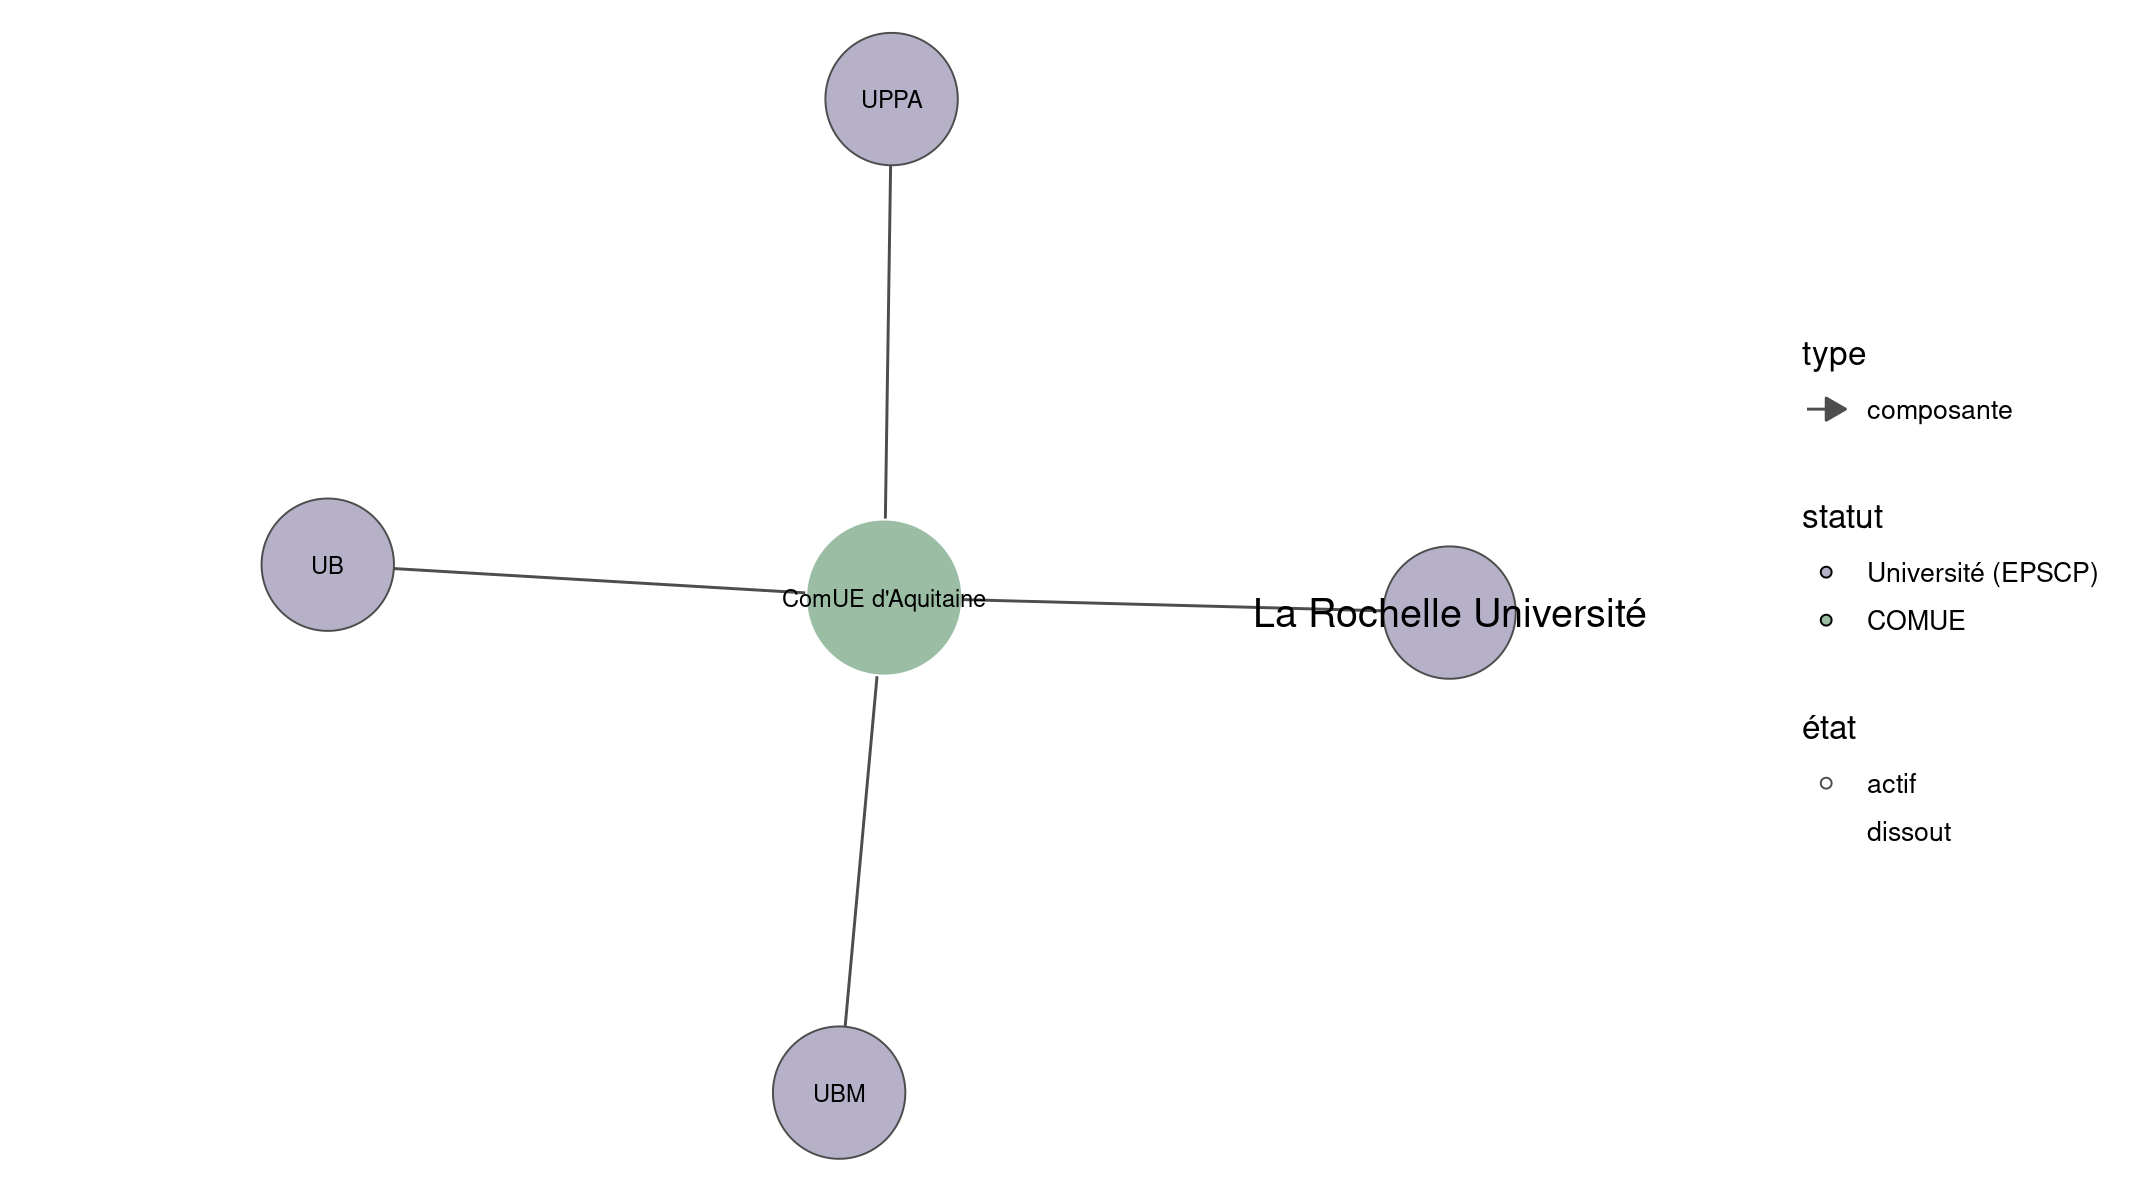 UPPA
UB
ComUE d'Aquitaine
La Rochelle Université
UBM
type
composante
statut
Université (EPSCP)
COMUE
état
actif
dissout